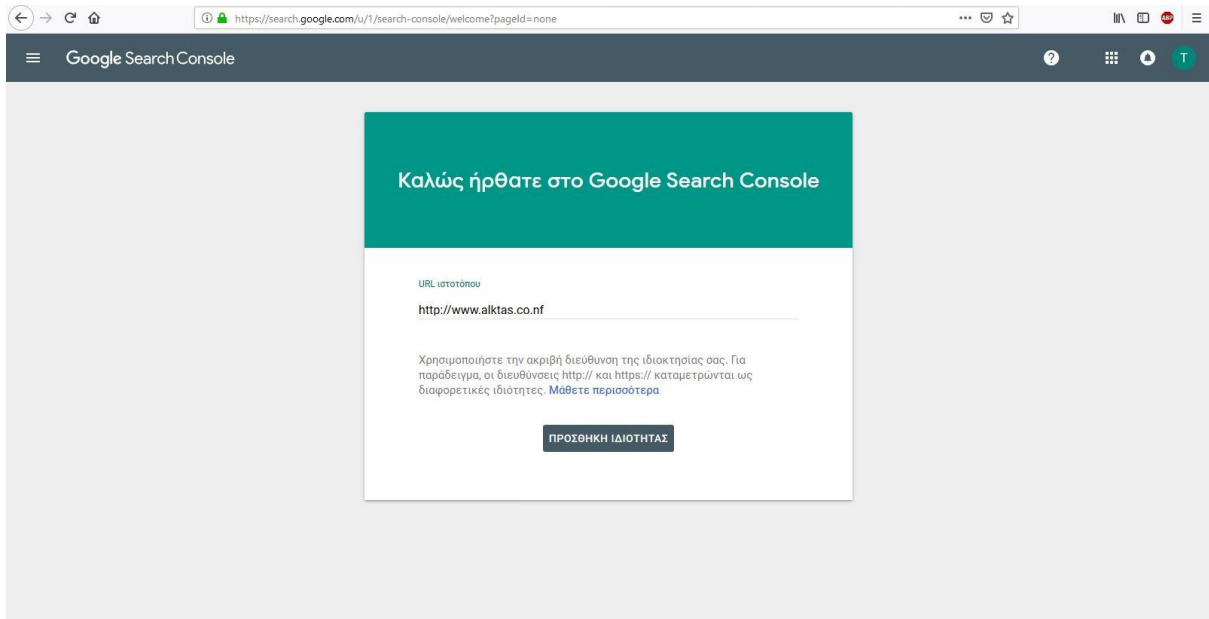 https://search.google.com/u/1/search-console/welcome?pageId=none
ABP
Google Search Console
T
Καλώς ήρθατε στο Google Search Console
URL ιστοτόπου
http://www.alktas.co.nf
Χρησιμοποιήστε την ακριβή διεύθυνση της ιδιοκτησίας σας. Για
παράδειγμα, οι διευθύνσεις http:// και https:// καταμετρώνται ως
διαφορετικές ιδιότητες. Μάθετε περισσότερα
ΠΡΟΣΘΗΚΗ ΙΔΙΟΤΗΤΑΣ